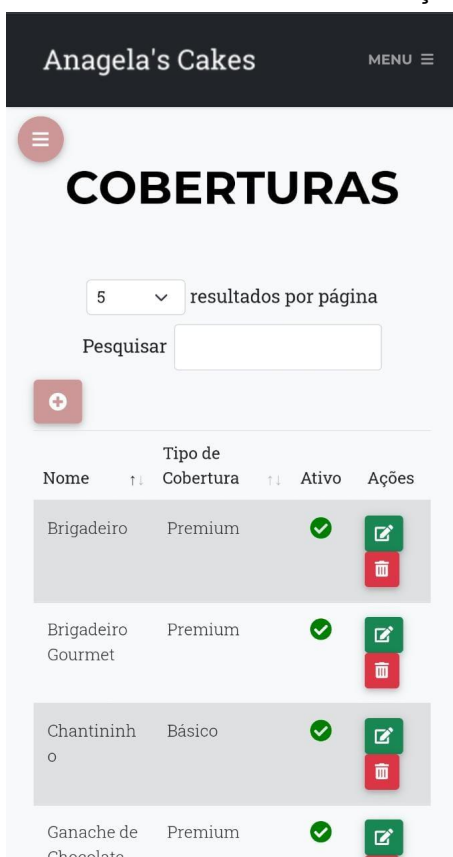 Anagela's Cakes MENU
COBERTURAS
5 resultados por página
Pesquisar
Tipo de
Nome Cobertura Ativo Ações
Brigadeiro Premium
Brigadeiro Premium
Gourmet
Chantininh Básico
o
Ganache de Premium
Chocolate